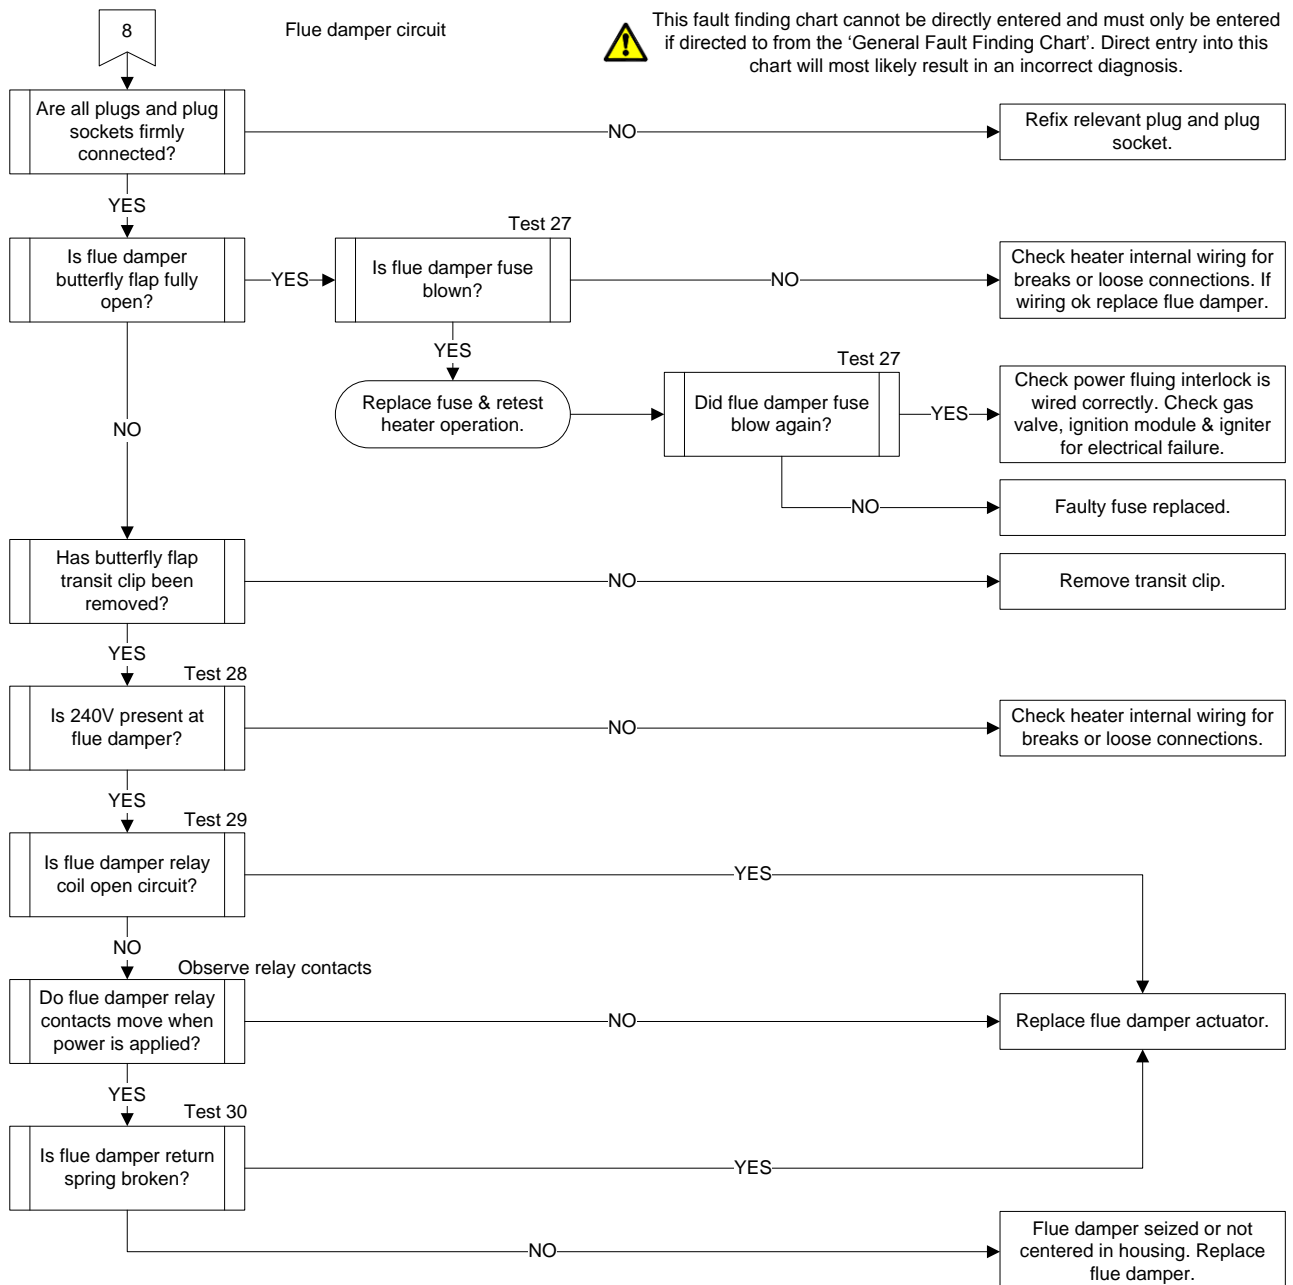 8
Flue damper circuit
This fault finding chart cannot be directly entered and must only be entered
if directed to from the ‘General Fault Finding Chart’. Direct entry into this
chart will most likely result in an incorrect diagnosis.
Are all plugs and plug
sockets firmly
connected?
NO
Refix relevant plug and plug
socket.
YES
Is flue damper
butterfly flap fully
open?
YES
Test 27
Is flue damper fuse
blown?
NO
Check heater internal wiring for
breaks or loose connections. If
wiring ok replace flue damper.
YES
Replace fuse & retest
heater operation.
Test 27
Did flue damper fuse
blow again?
YES
Check power fluing interlock is
wired correctly. Check gas
valve, ignition module & igniter
for electrical failure.
NO
Faulty fuse replaced.
NO
Has butterfly flap
transit clip been
removed?
NO
Remove transit clip.
YES
Test 28
Is 240V present at
flue damper?
NO
Check heater internal wiring for
breaks or loose connections.
YES
Test 29
Is flue damper relay
coil open circuit?
YES
NO
Observe relay contacts
Do flue damper relay
contacts move when
power is applied?
NO
Replace flue damper actuator.
YES
Test 30
Is flue damper return
spring broken?
YES
NO
Flue damper seized or not
centered in housing. Replace
flue damper.